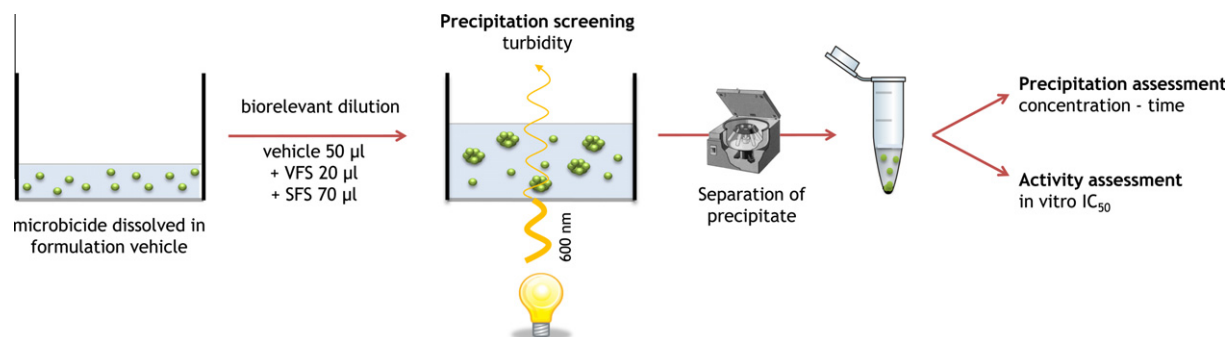 microbicide dissolved in
formulation vehicle
biorelevant dilution
vehicle 50 µl
+ VFS 20 µl
+ SFS 70 µl
Precipitation screening
turbidity
600 nm
Separation of
precipitate
Precipitation assessment
concentration - time
Activity assessment
in vitro IC₅₀